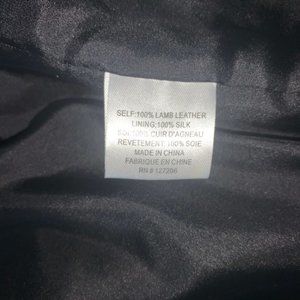 SELF:100% LAMB LEATHER
LINING:100% SILK
SOI:100% CUIR D'AGNEAU
REVETEMENT:100% SOIE
MADE IN CHINA
FABRIQUE EN CHINE
RN # 127206